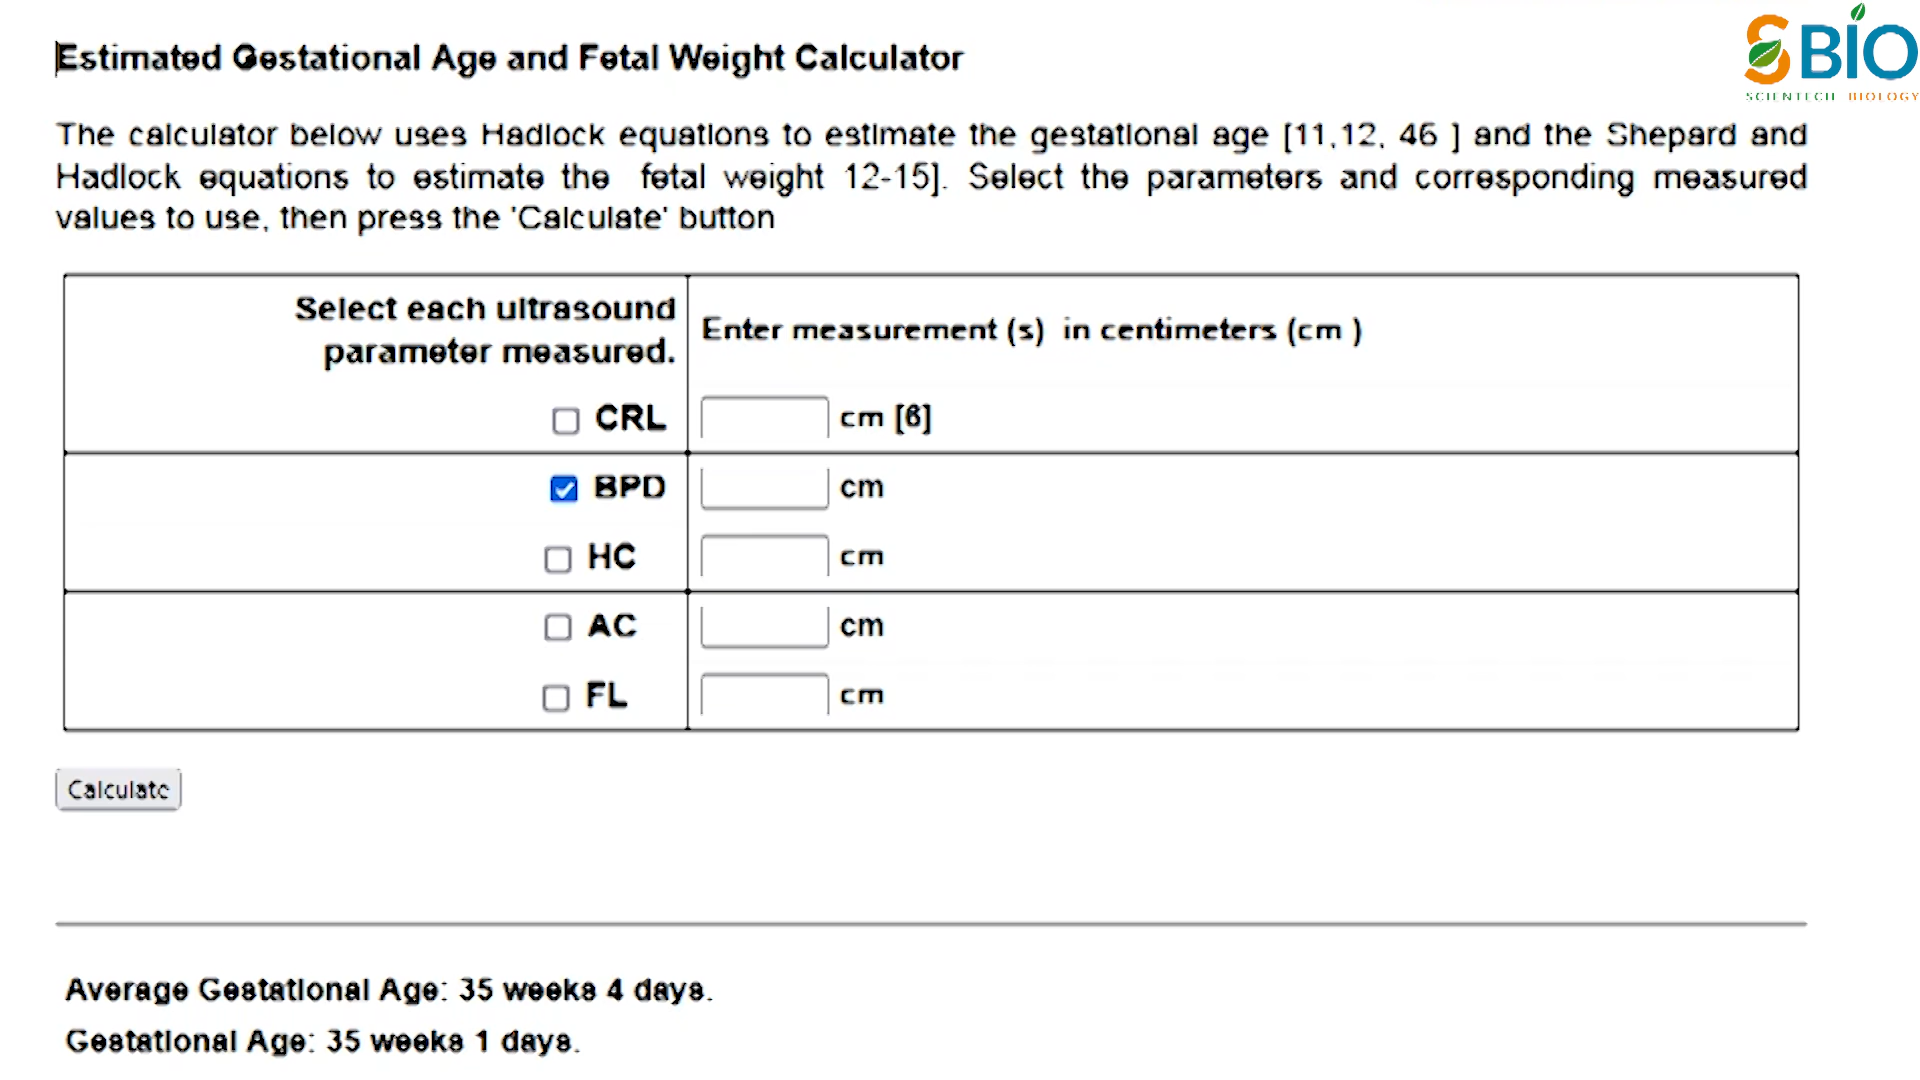 SBIO
SCIENTECH BIOLOGY
Estimated Gestational Age and Fetal Weight Calculator
The calculator below uses Hadlock equations to estimate the gestational age [11,12, 46 ] and the Shepard and
Hadlock equations to estimate the fetal weight 12-15]. Select the parameters and corresponding measured
values to use, then press the 'Calculate' button
Select each ultrasound
parameter measured.
Enter measurement (s) in centimeters (cm )
CRL cm [6]
BPD cm
HC cm
AC cm
FL cm
Calculate
Average Gestational Age: 35 weeks 4 days.
Gestational Age: 35 weeks 1 days.